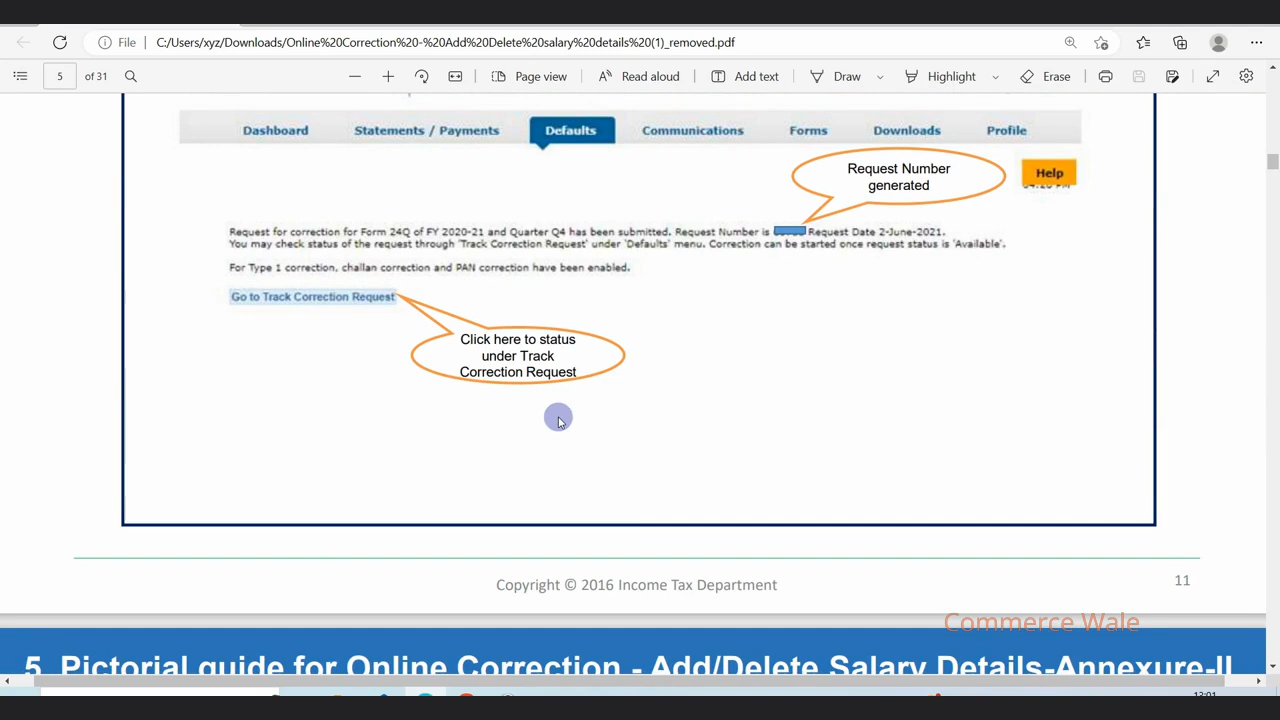 File C:/Users/xyz/Downloads/Online%20Correction%20-%20Add%20Delete%20salary%20details%20(1)_removed.pdf
5 of 31 Page view Read aloud Add text Draw Highlight Erase
Dashboard Statements / Payments Defaults Communications Forms Downloads Profile
Request Number
generated
Help
04:20 PM
Request for correction for Form 24Q of FY 2020-21 and Quarter Q4 has been submitted. Request Number is Request Date 2-June-2021.
You may check status of the request through 'Track Correction Request' under 'Defaults' menu. Correction can be started once request status is 'Available'.
For Type 1 correction, challan correction and PAN correction have been enabled.
Go to Track Correction Request
Click here to status
under Track
Correction Request
Copyright © 2016 Income Tax Department
11
Commerce Wale
5. Pictorial guide for Online Correction - Add/Delete Salary Details-Annexure-II
13:01